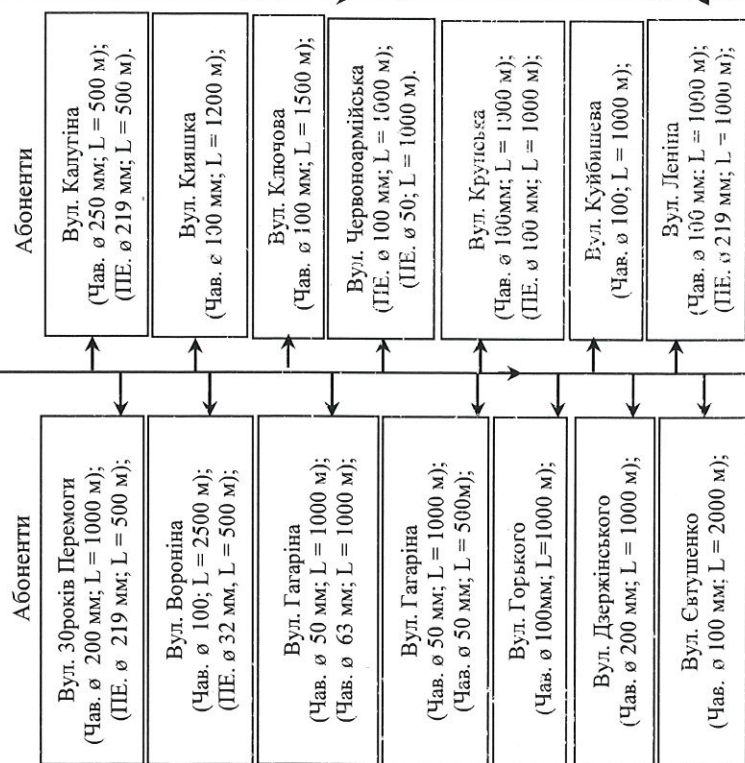 Абоненти
Вул. 30років Перемоги
(Чав. ø 200 мм; L = 1000 м);
(ПЕ. ø 219 мм; L = 500 м);
Вул. Вороніна
(Чав. ø 100; L = 2500 м);
(ПЕ. ø 32 мм, L = 500 м);
Вул. Гагаріна
(Чав. ø 50 мм; L = 1000 м);
(Чав. ø 63 мм; L = 1000 м);
Вул. Гагаріна
(Чав. ø 50 мм; L = 1000 м);
(Чав. ø 50 мм; L = 500м);
Вул. Горького
(Чав. ø 100мм; L=1000 м);
Вул. Дзержінського
(Чав. ø 200 мм; L = 1000 м);
Вул. Євтушенко
(Чав. ø 100 мм; L = 2000 м);
Абоненти
Вул. Калугіна
(Чав. ø 250 мм; L = 500 м);
(ПЕ. ø 219 мм; L = 500 м).
Вул. Кияшка
(Чав. ø 100 мм; L = 1200 м);
Вул. Ключова
(Чав. ø 100 мм; L = 1500 м);
Вул. Червоноармійська
(ПЕ. ø 100 мм; L = 1000 м);
(ПЕ. ø 50; L = 1000 м).
Вул. Крупська
(Чав. ø 100мм; L = 1000 м);
(ПЕ. ø 100 мм; L = 1000 м);
Вул. Куйбишева
(Чав. ø 100; L = 1000 м);
Вул. Леніна
(Чав. ø 100 мм; L = 1000 м);
(ПЕ. ø 219 мм; L = 1000 м);